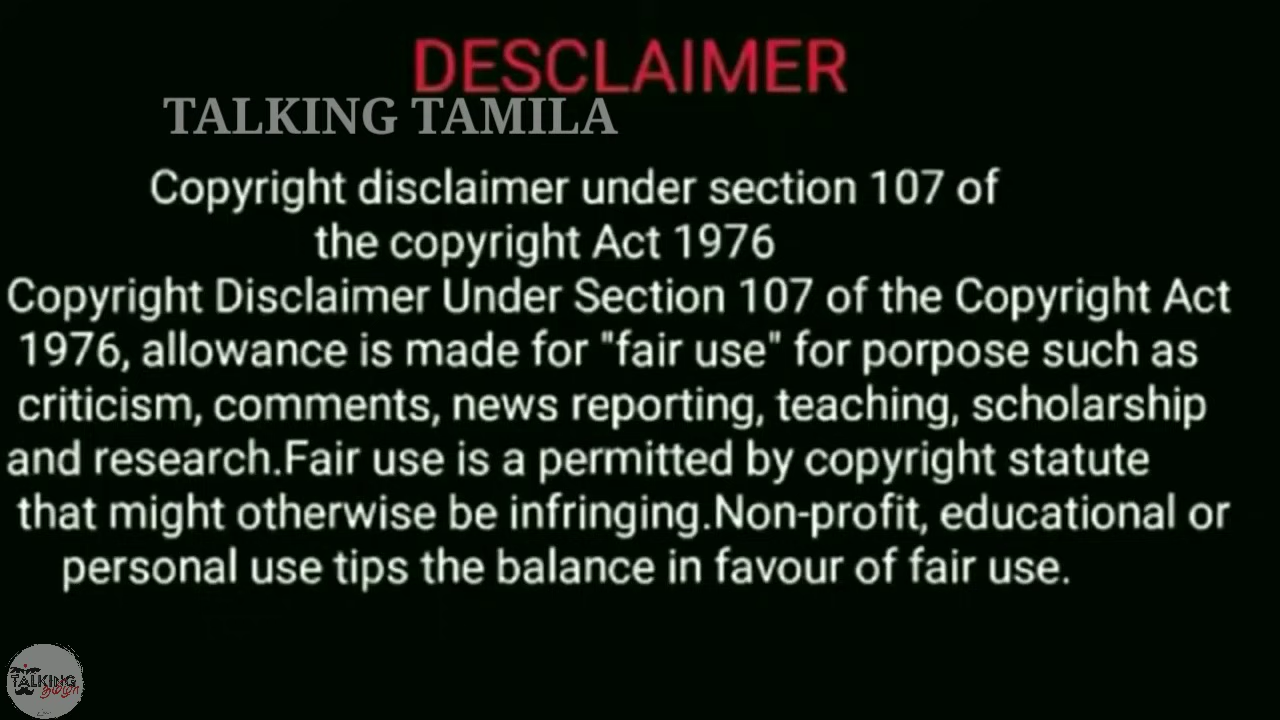 DESCLAIMER
TALKING TAMILA
Copyright disclaimer under section 107 of
the copyright Act 1976
Copyright Disclaimer Under Section 107 of the Copyright Act
1976, allowance is made for "fair use" for porpose such as
criticism, comments, news reporting, teaching, scholarship
and research.Fair use is a permitted by copyright statute
that might otherwise be infringing.Non-profit, educational or
personal use tips the balance in favour of fair use.
TALKING
தமிழா